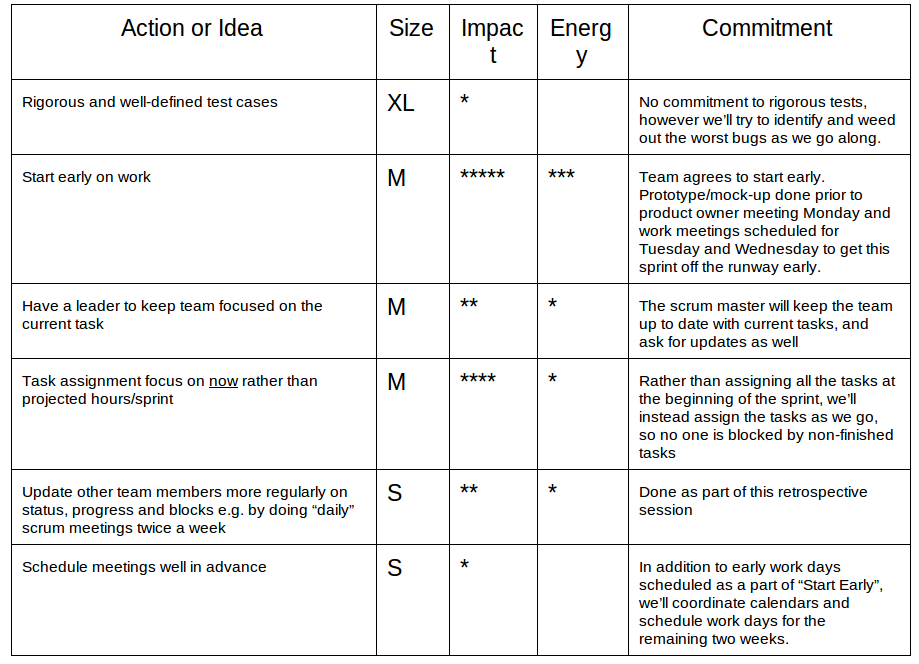 Action or Idea
Size
Impac
t
Energ
y
Commitment
Rigorous and well-defined test cases
XL
*
No commitment to rigorous tests,
however we’ll try to identify and weed
out the worst bugs as we go along.
Start early on work
M
*****
***
Team agrees to start early.
Prototype/mock-up done prior to
product owner meeting Monday and
work meetings scheduled for
Tuesday and Wednesday to get this
sprint off the runway early.
Have a leader to keep team focused on the
current task
M
**
*
The scrum master will keep the team
up to date with current tasks, and
ask for updates as well
Task assignment focus on now rather than
projected hours/sprint
M
****
*
Rather than assigning all the tasks at
the beginning of the sprint, we’ll
instead assign the tasks as we go,
so no one is blocked by non-finished
tasks
Update other team members more regularly on
status, progress and blocks e.g. by doing “daily”
scrum meetings twice a week
S
**
*
Done as part of this retrospective
session
Schedule meetings well in advance
S
*
In addition to early work days
scheduled as a part of “Start Early”,
we’ll coordinate calendars and
schedule work days for the
remaining two weeks.